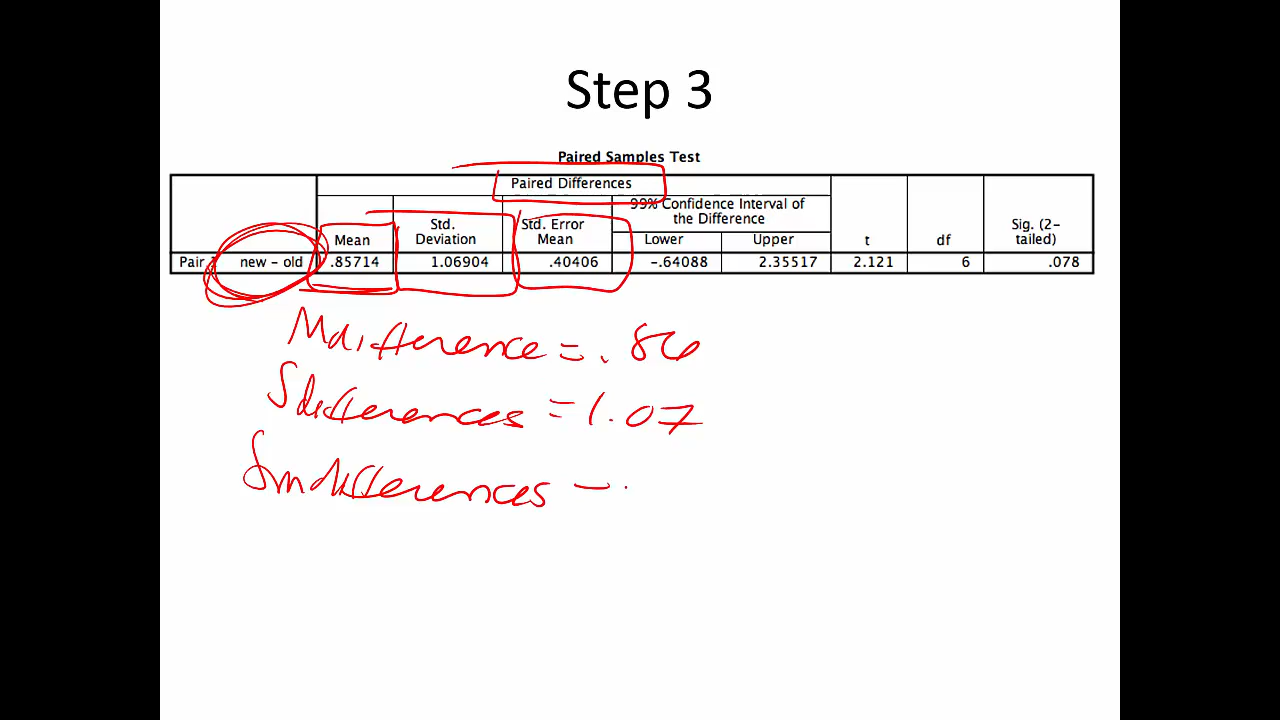 Step 3
Paired Samples Test
Paired Differences
99% Confidence Interval of the Difference
Mean Std. Deviation Std. Error Mean Lower Upper t df Sig. (2-tailed)
Pair new - old .85714 1.06904 .40406 -.64088 2.35517 2.121 6 .078
Mdifference = .86
Sdifferences = 1.07
Smdifferences = .